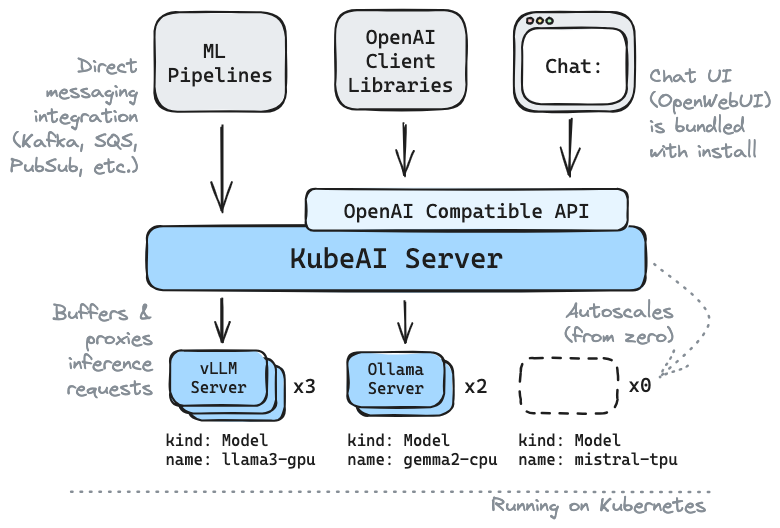 Direct
messaging
integration
(Kafka, SQS,
PubSub, etc.)
ML
Pipelines
OpenAI
Client
Libraries
Chat:
Chat UI
(OpenWebUI)
is bundled
with install
OpenAI Compatible API
KubeAI Server
Buffers &
proxies
inference
requests
Autoscales
(from zero)
vLLM
Server
x3
Ollama
Server
x2
x0
kind: Model
name: llama3-gpu
kind: Model
name: gemma2-cpu
kind: Model
name: mistral-tpu
Running on Kubernetes